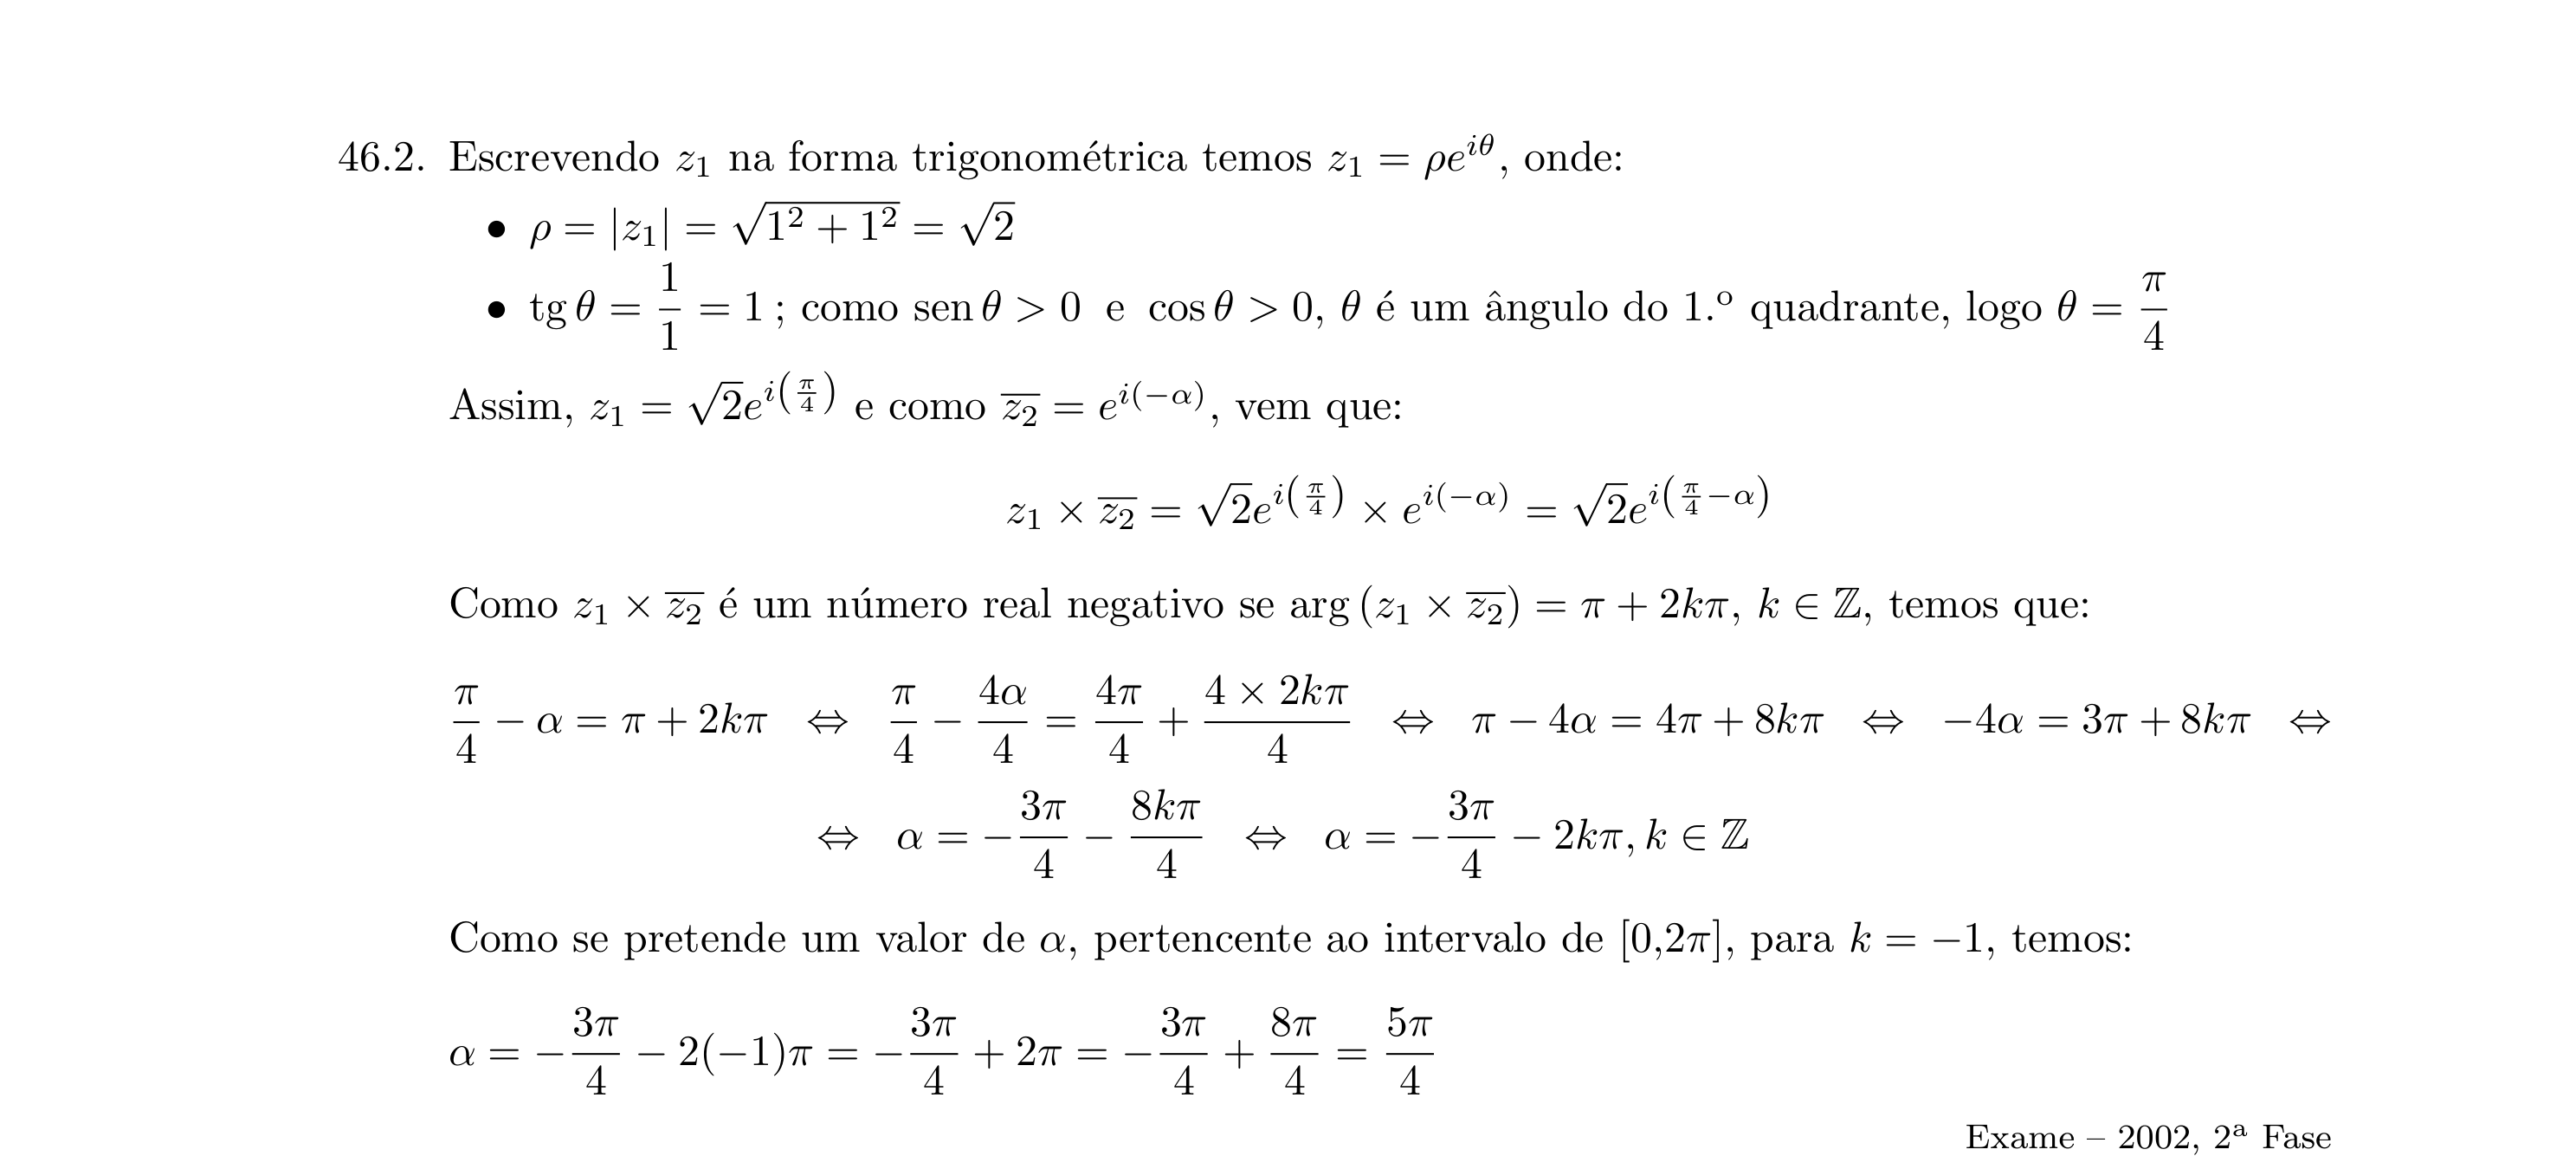 46.2. Escrevendo $z_1$ na forma trigonométrica temos $z_1 = \rho e^{i\theta}$, onde:
• $\rho = |z_1| = \sqrt{1^2 + 1^2} = \sqrt{2}$
• $\operatorname{tg}\theta = \frac{1}{1} = 1$ ; como $\operatorname{sen}\theta > 0$ e $\cos\theta > 0$, $\theta$ é um ângulo do 1.º quadrante, logo $\theta = \frac{\pi}{4}$
Assim, $z_1 = \sqrt{2}e^{i\left(\frac{\pi}{4}\right)}$ e como $\overline{z_2} = e^{i(-\alpha)}$, vem que:
$z_1 \times \overline{z_2} = \sqrt{2}e^{i\left(\frac{\pi}{4}\right)} \times e^{i(-\alpha)} = \sqrt{2}e^{i\left(\frac{\pi}{4}-\alpha\right)}$
Como $z_1 \times \overline{z_2}$ é um número real negativo se $\arg(z_1 \times \overline{z_2}) = \pi + 2k\pi$, $k \in \mathbb{Z}$, temos que:
$\frac{\pi}{4} - \alpha = \pi + 2k\pi \Leftrightarrow \frac{\pi}{4} - \frac{4\alpha}{4} = \frac{4\pi}{4} + \frac{4 \times 2k\pi}{4} \Leftrightarrow \pi - 4\alpha = 4\pi + 8k\pi \Leftrightarrow -4\alpha = 3\pi + 8k\pi \Leftrightarrow$
$\Leftrightarrow \alpha = -\frac{3\pi}{4} - \frac{8k\pi}{4} \Leftrightarrow \alpha = -\frac{3\pi}{4} - 2k\pi, k \in \mathbb{Z}$
Como se pretende um valor de $\alpha$, pertencente ao intervalo de $[0,2\pi]$, para $k = -1$, temos:
$\alpha = -\frac{3\pi}{4} - 2(-1)\pi = -\frac{3\pi}{4} + 2\pi = -\frac{3\pi}{4} + \frac{8\pi}{4} = \frac{5\pi}{4}$
Exame – 2002, 2ª Fase